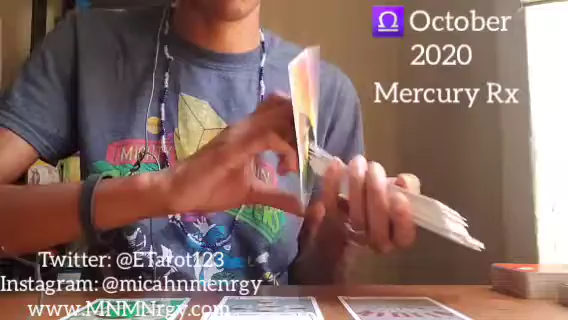 ♎ October
2020
Mercury Rx
Twitter: @ETarot123
Instagram: @micahnmenrgy
www.MNMNrgy.com